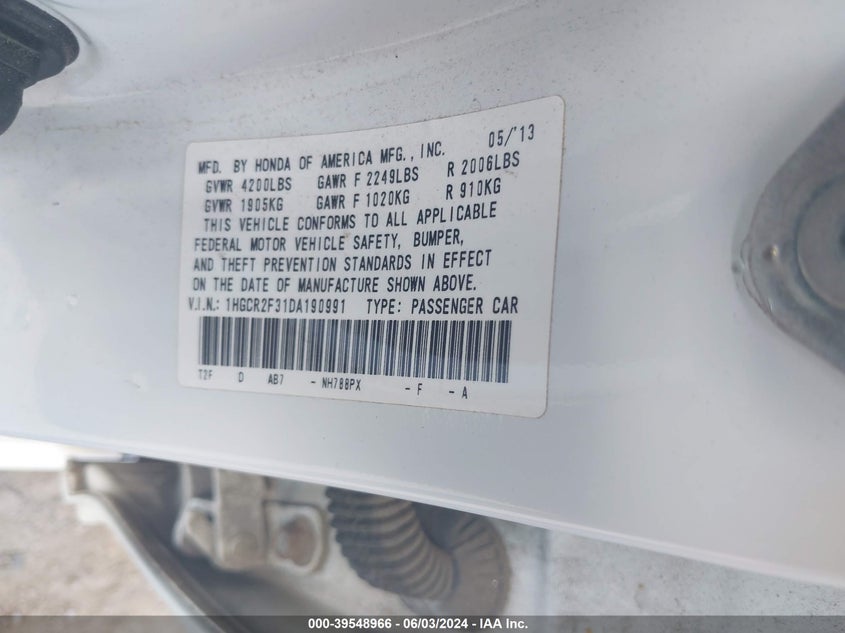 MFD. BY HONDA OF AMERICA MFG., INC. 05/'13
GVWR 4200LBS GAWR F 2249LBS R 2006LBS
GVWR 1905KG GAWR F 1020KG R 910KG
THIS VEHICLE CONFORMS TO ALL APPLICABLE
FEDERAL MOTOR VEHICLE SAFETY, BUMPER,
AND THEFT PREVENTION STANDARDS IN EFFECT
ON THE DATE OF MANUFACTURE SHOWN ABOVE.
V.I.N.: 1HGCR2F31DA190991 TYPE: PASSENGER CAR
T2F D AB7 - NH788PX - F - A
000-39548966 - 06/03/2024 - IAA Inc.